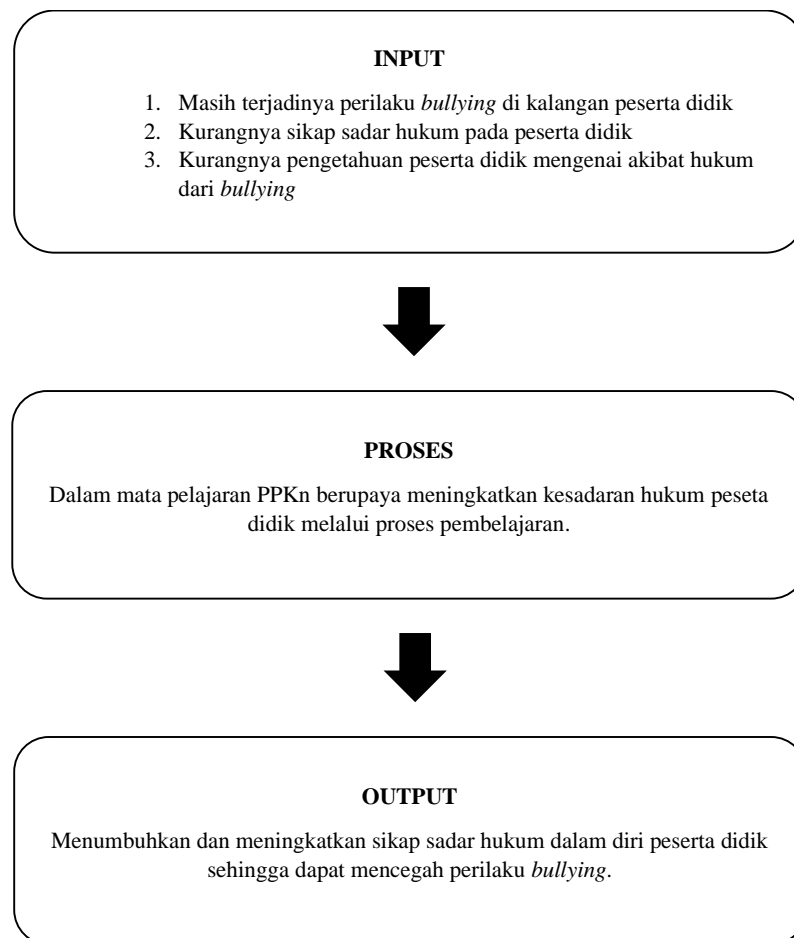 INPUT
1. Masih terjadinya perilaku bullying di kalangan peserta didik
2. Kurangnya sikap sadar hukum pada peserta didik
3. Kurangnya pengetahuan peserta didik mengenai akibat hukum
dari bullying
PROSES
Dalam mata pelajaran PPKn berupaya meningkatkan kesadaran hukum peseta
didik melalui proses pembelajaran.
OUTPUT
Menumbuhkan dan meningkatkan sikap sadar hukum dalam diri peserta didik
sehingga dapat mencegah perilaku bullying.